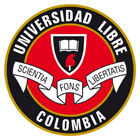 UNIVERSIDAD LIBRE
SCIENTIA FONS LIBERTATIS
COLOMBIA